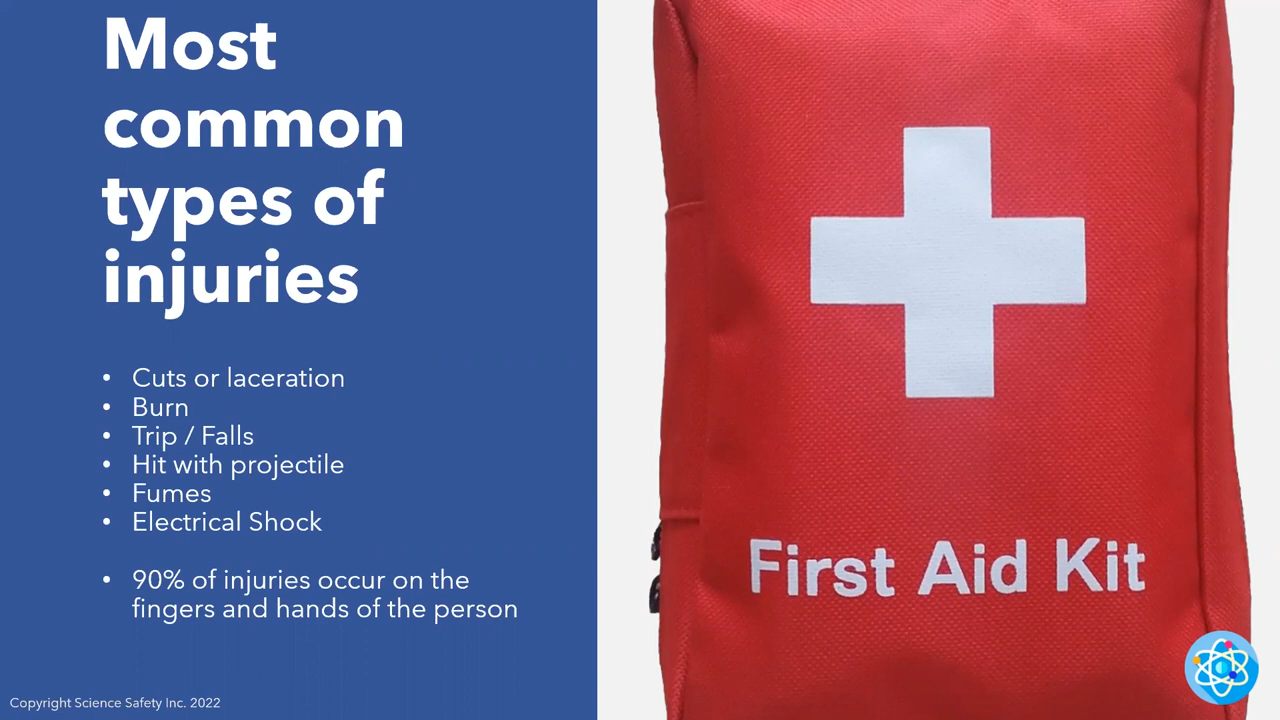 Most
common
types of
injuries
• Cuts or laceration
• Burn
• Trip / Falls
• Hit with projectile
• Fumes
• Electrical Shock
• 90% of injuries occur on the
fingers and hands of the person
Copyright Science Safety Inc. 2022
First Aid Kit